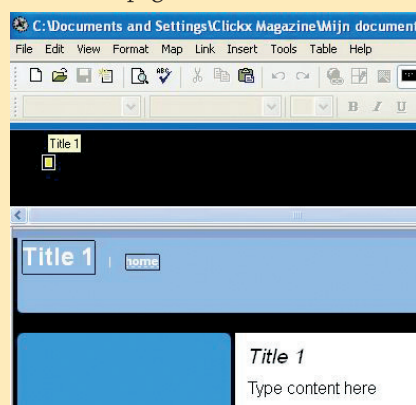 C:\Documents and Settings\Clickx Magazine\Mijn document
File Edit View Format Map Link Insert Tools Table Help
ABC
B I U
Title 1
Title 1 | home
Title 1
Type content here